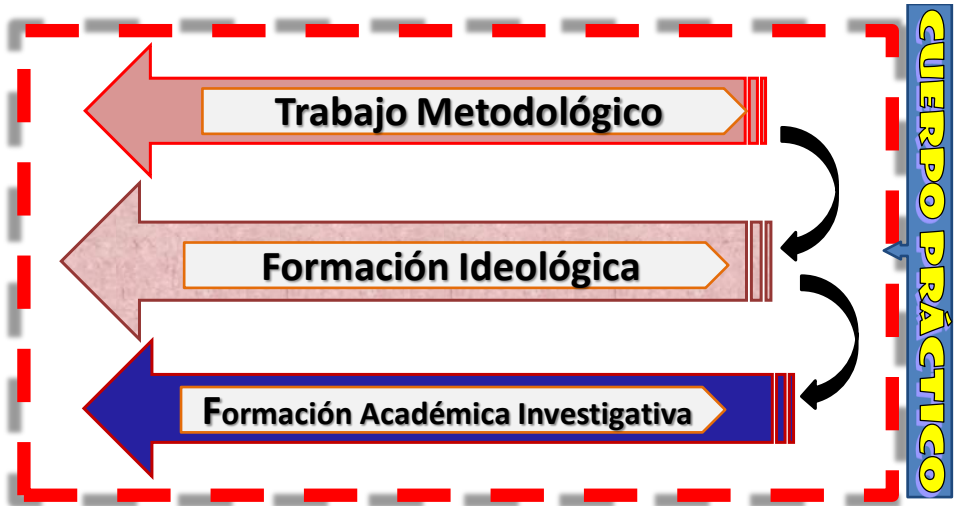 Trabajo Metodológico
Formación Ideológica
Formación Académica Investigativa
CUERPO PRÁCTICO